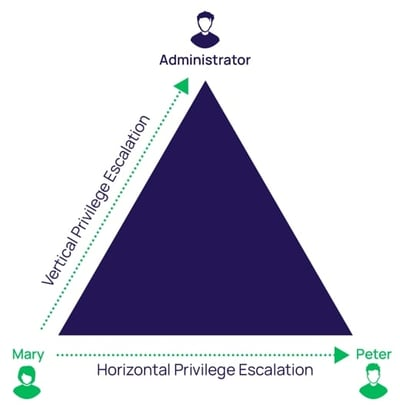 Administrator
Vertical Privilege Escalation
Mary
Peter
Horizontal Privilege Escalation